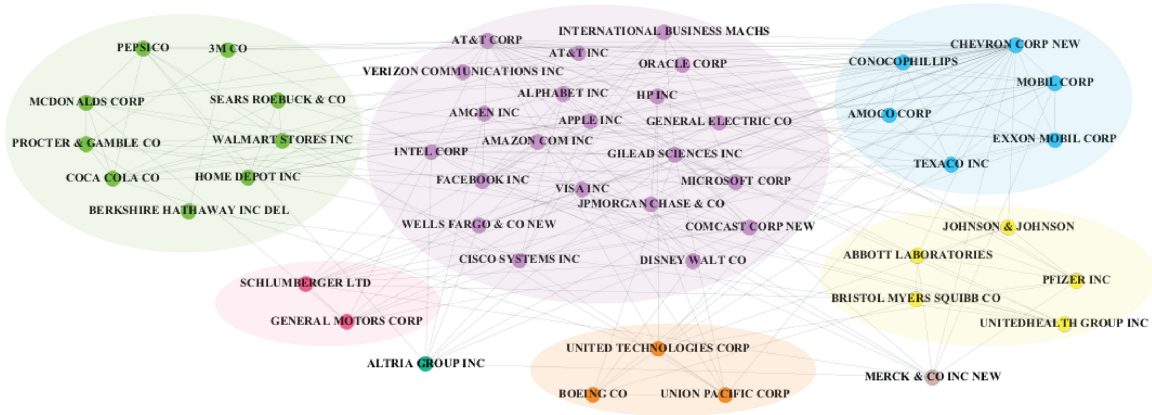 PEPSICO
3M CO
MCDONALDS CORP
SEARS ROEBUCK & CO
PROCTER & GAMBLE CO
WALMART STORES INC
COCA COLA CO
HOME DEPOT INC
BERKSHIRE HATHAWAY INC DEL
AT&T CORP
INTERNATIONAL BUSINESS MACHS
AT&T INC
VERIZON COMMUNICATIONS INC
ORACLE CORP
ALPHABET INC
HP INC
AMGEN INC
APPLE INC
GENERAL ELECTRIC CO
AMAZON COM INC
INTEL CORP
GILEAD SCIENCES INC
FACEBOOK INC
VISA INC
MICROSOFT CORP
JPMORGAN CHASE & CO
WELLS FARGO & CO NEW
COMCAST CORP NEW
CISCO SYSTEMS INC
DISNEY WALT CO
CHEVRON CORP NEW
CONOCOPHILLIPS
MOBIL CORP
AMOCO CORP
EXXON MOBIL CORP
TEXACO INC
JOHNSON & JOHNSON
ABBOTT LABORATORIES
PFIZER INC
BRISTOL MYERS SQUIBB CO
UNITEDHEALTH GROUP INC
SCHLUMBERGER LTD
GENERAL MOTORS CORP
ALTRIA GROUP INC
UNITED TECHNOLOGIES CORP
BOEING CO
UNION PACIFIC CORP
MERCK & CO INC NEW